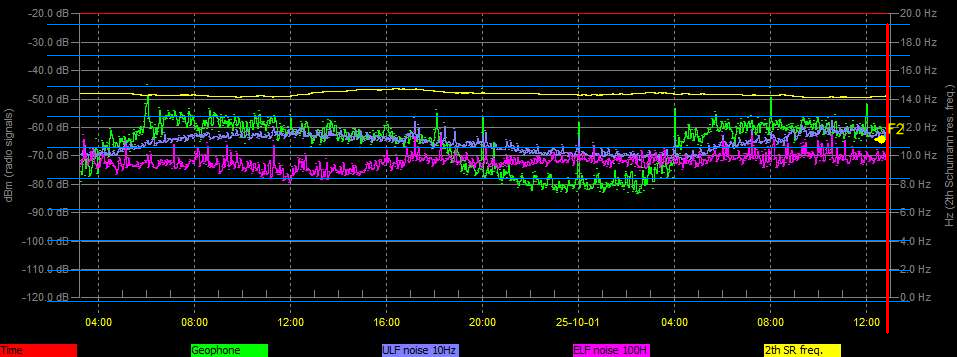 -20.0 dB 20.0 Hz
-30.0 dB 18.0 Hz
-40.0 dB 16.0 Hz
-50.0 dB 14.0 Hz
-60.0 dB F2 12.0 Hz
-70.0 dB 10.0 Hz
-80.0 dB 8.0 Hz
-90.0 dB 6.0 Hz
-100.0 dB 4.0 Hz
-110.0 dB 2.0 Hz
-120.0 dB 0.0 Hz
dBm (radio signals)
Hz (2th Schumann res. freq.)
04:00 08:00 12:00 16:00 20:00 25-10-01 04:00 08:00 12:00
Time Geophone ULF noise 10Hz ELF noise 100H 2th SR freq.